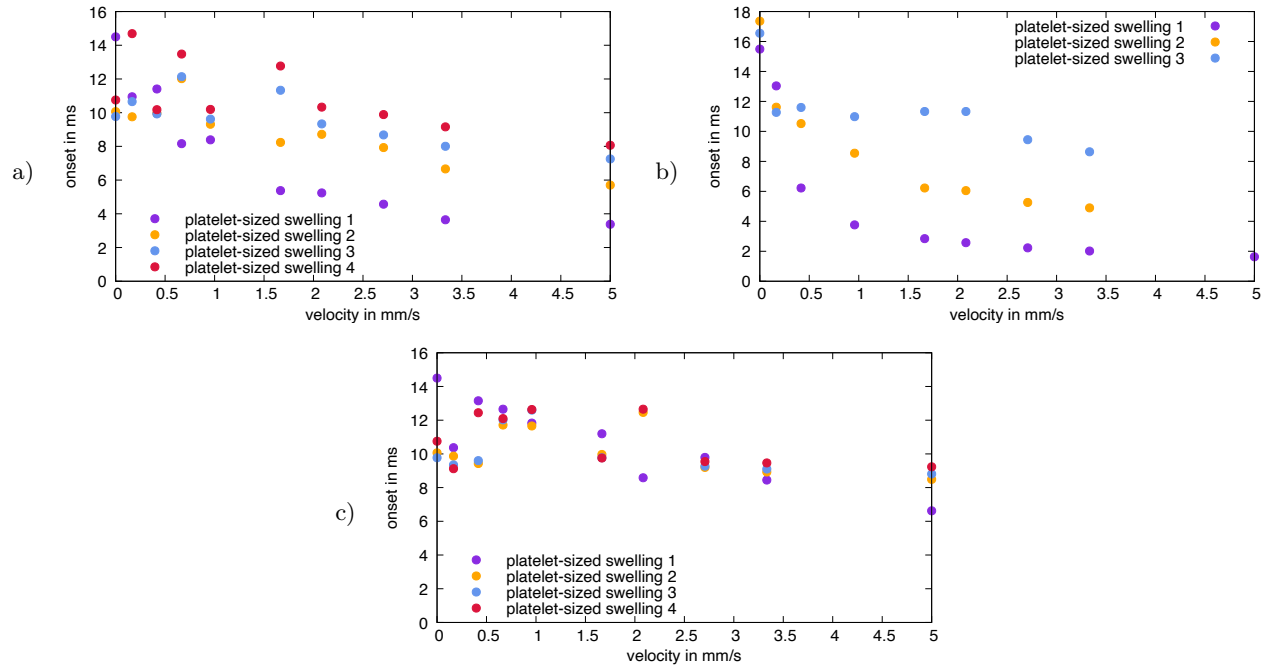 a)
onset in ms
16
14
12
10
8
6
4
2
0
platelet-sized swelling 1
platelet-sized swelling 2
platelet-sized swelling 3
platelet-sized swelling 4
0 0.5 1 1.5 2 2.5 3 3.5 4 4.5 5
velocity in mm/s
b)
onset in ms
18
16
14
12
10
8
6
4
2
0
platelet-sized swelling 1
platelet-sized swelling 2
platelet-sized swelling 3
0 0.5 1 1.5 2 2.5 3 3.5 4 4.5 5
velocity in mm/s
c)
onset in ms
16
14
12
10
8
6
4
2
0
platelet-sized swelling 1
platelet-sized swelling 2
platelet-sized swelling 3
platelet-sized swelling 4
0 0.5 1 1.5 2 2.5 3 3.5 4 4.5 5
velocity in mm/s